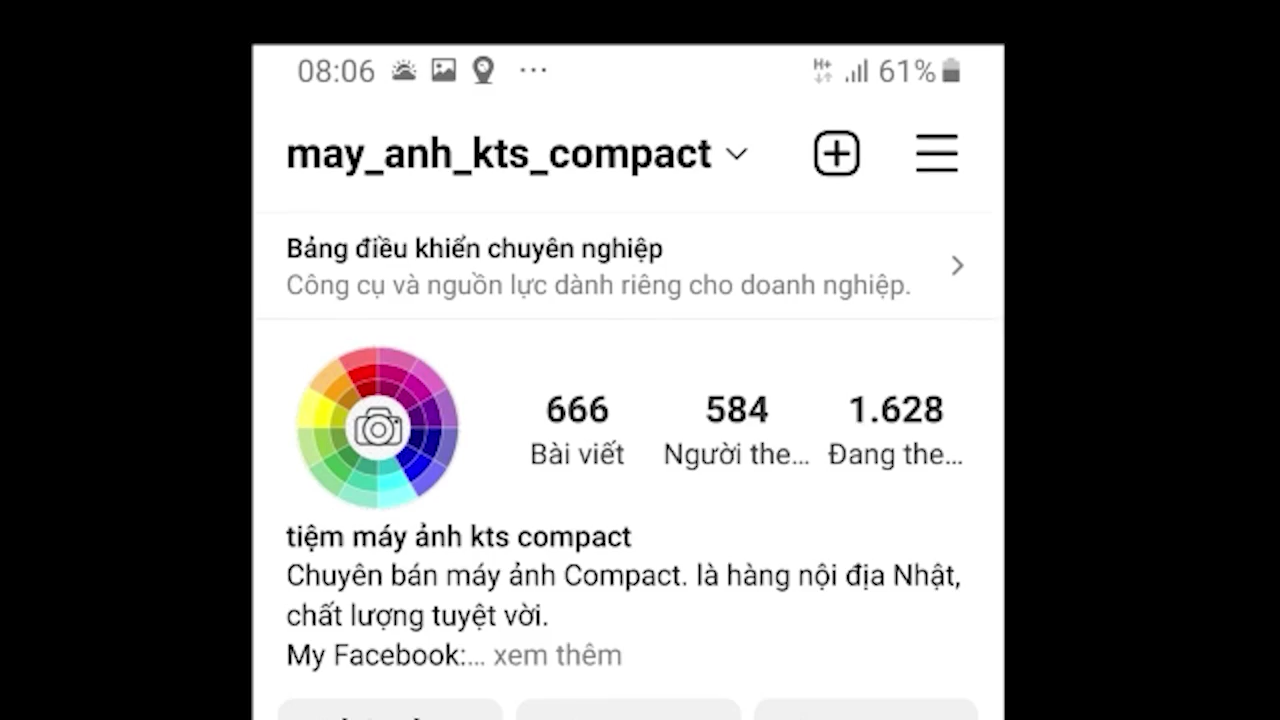 08:06 ... H+ 61%
may_anh_kts_compact
Bảng điều khiển chuyên nghiệp
Công cụ và nguồn lực dành riêng cho doanh nghiệp.
666 584 1.628
Bài viết Người the... Đang the...
tiệm máy ảnh kts compact
Chuyên bán máy ảnh Compact. là hàng nội địa Nhật,
chất lượng tuyệt vời.
My Facebook:... xem thêm